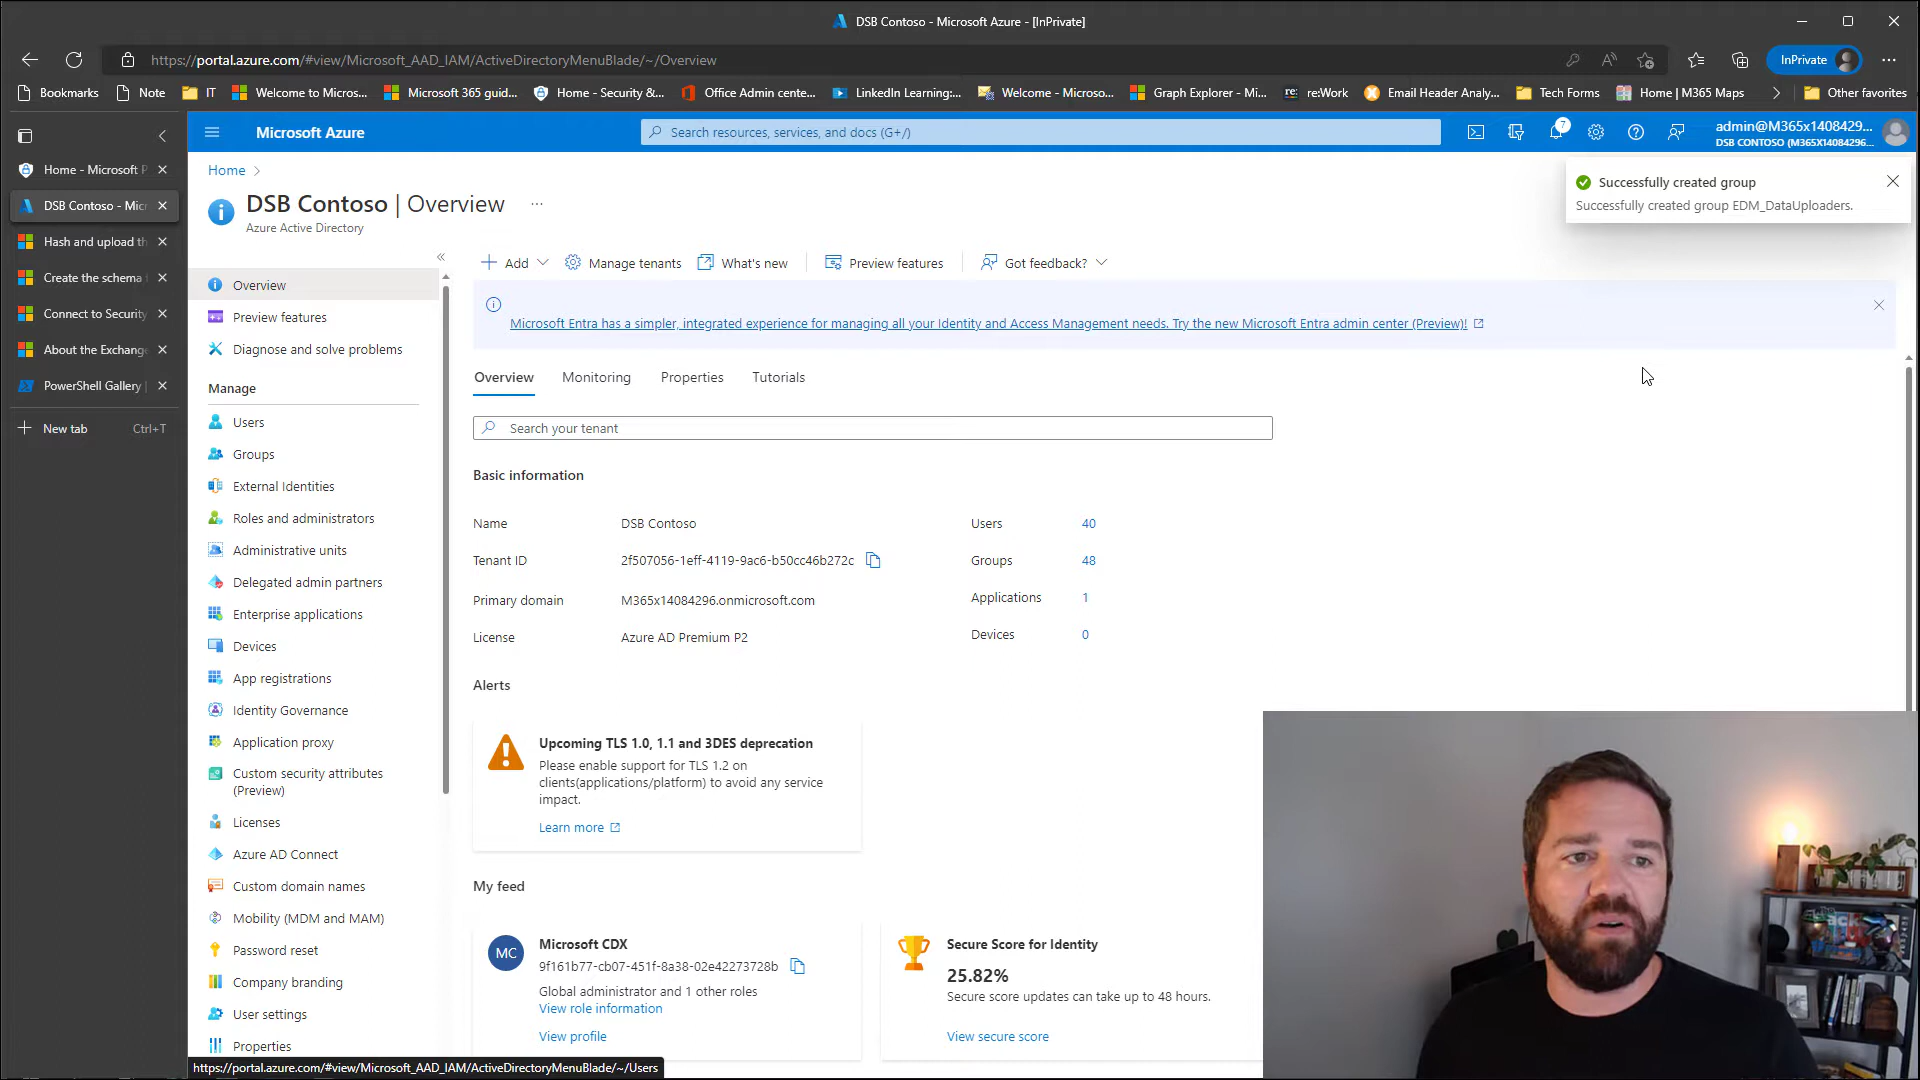 DSB Contoso - Microsoft Azure - [InPrivate]
https://portal.azure.com/#view/Microsoft_AAD_IAM/ActiveDirectoryMenuBlade/~/Overview
InPrivate
Bookmarks
Note
IT
Welcome to Micros...
Microsoft 365 guid...
Home - Security &...
Office Admin cente...
LinkedIn Learning:...
Welcome - Microso...
Graph Explorer - Mi...
re:Work
Email Header Analy...
Tech Forms
Home | M365 Maps
Other favorites
Home - Microsoft P
DSB Contoso - Micr
Hash and upload th
Create the schema
Connect to Security
About the Exchange
PowerShell Gallery |
New tab Ctrl+T
Microsoft Azure
Search resources, services, and docs (G+/)
7
admin@M365x1408429...
DSB CONTOSO (M365X14084296....
Successfully created group
Successfully created group EDM_DataUploaders.
Home
DSB Contoso | Overview ...
Azure Active Directory
Add
Manage tenants
What's new
Preview features
Got feedback?
Microsoft Entra has a simpler, integrated experience for managing all your Identity and Access Management needs. Try the new Microsoft Entra admin center (Preview)!
Overview
Preview features
Diagnose and solve problems
Manage
Users
Groups
External Identities
Roles and administrators
Administrative units
Delegated admin partners
Enterprise applications
Devices
App registrations
Identity Governance
Application proxy
Custom security attributes
(Preview)
Licenses
Azure AD Connect
Custom domain names
Mobility (MDM and MAM)
Password reset
Company branding
User settings
Properties
Overview
Monitoring
Properties
Tutorials
Search your tenant
Basic information
Name DSB Contoso Users 40
Tenant ID 2f507056-1eff-4119-9ac6-b50cc46b272c Groups 48
Primary domain M365x14084296.onmicrosoft.com Applications 1
License Azure AD Premium P2 Devices 0
Alerts
Upcoming TLS 1.0, 1.1 and 3DES deprecation
Please enable support for TLS 1.2 on
clients(applications/platform) to avoid any service
impact.
Learn more
My feed
MC
Microsoft CDX
9f161b77-cb07-451f-8a38-02e42273728b
Global administrator and 1 other roles
View role information
View profile
Secure Score for Identity
25.82%
Secure score updates can take up to 48 hours.
View secure score
https://portal.azure.com/#view/Microsoft_AAD_IAM/ActiveDirectoryMenuBlade/~/Users